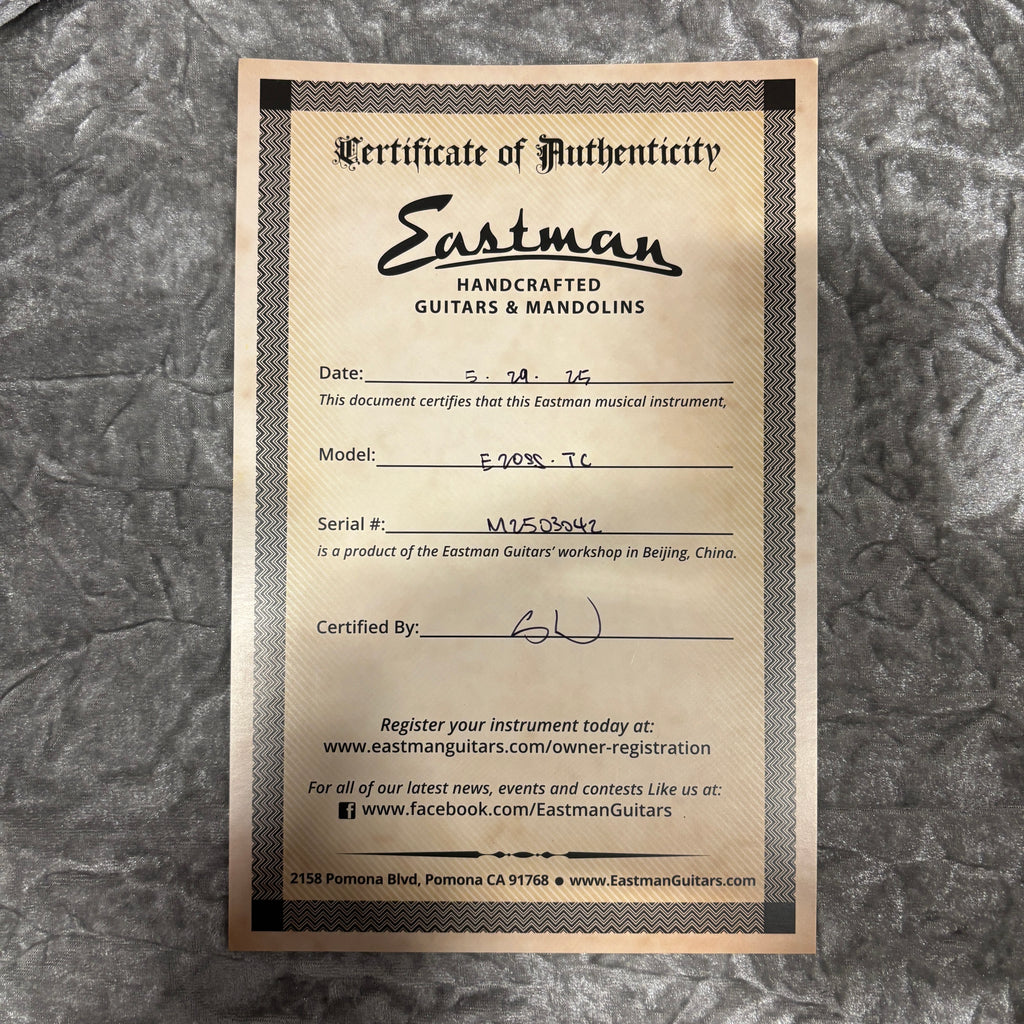 Certificate of Authenticity
Eastman
HANDCRAFTED
GUITARS & MANDOLINS
Date: 5. 29. 25
This document certifies that this Eastman musical instrument,
Model: E20SS.TC
Serial #: M2503042
is a product of the Eastman Guitars' workshop in Beijing, China.
Certified By:
Register your instrument today at:
www.eastmanguitars.com/owner-registration
For all of our latest news, events and contests Like us at:
www.facebook.com/EastmanGuitars
2158 Pomona Blvd, Pomona CA 91768 ● www.EastmanGuitars.com